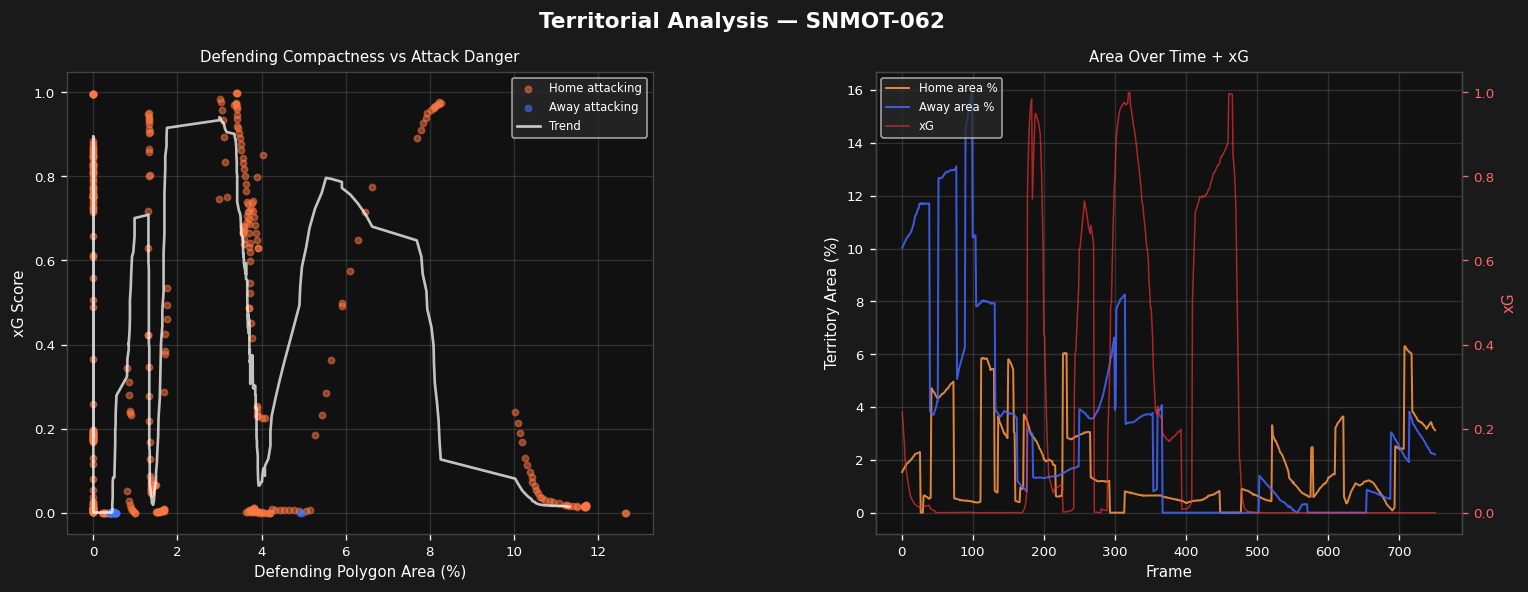 Territorial Analysis — SNMOT-062
Defending Compactness vs Attack Danger
Home attacking
Away attacking
Trend
1.0
0.8
0.6
0.4
0.2
0.0
xG Score
0 2 4 6 8 10 12
Defending Polygon Area (%)
Area Over Time + xG
Home area %
Away area %
xG
16
14
12
10
8
6
4
2
0
Territory Area (%)
1.0
0.8
0.6
0.4
0.2
0.0
xG
0 100 200 300 400 500 600 700
Frame